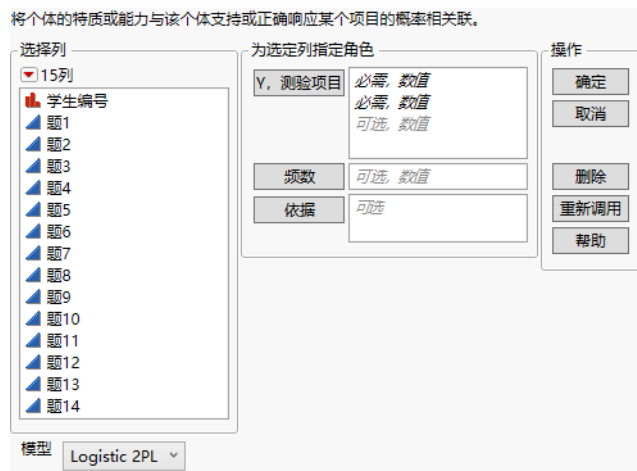 将个体的特质或能力与该个体支持或正确响应某个项目的概率相关联。
选择列
15列
学生编号
题1
题2
题3
题4
题5
题6
题7
题8
题9
题10
题11
题12
题13
题14
模型 Logistic 2PL
为选定列指定角色
Y, 测验项目
必需, 数值
必需, 数值
可选, 数值
频数 可选, 数值
依据 可选
操作
确定
取消
删除
重新调用
帮助